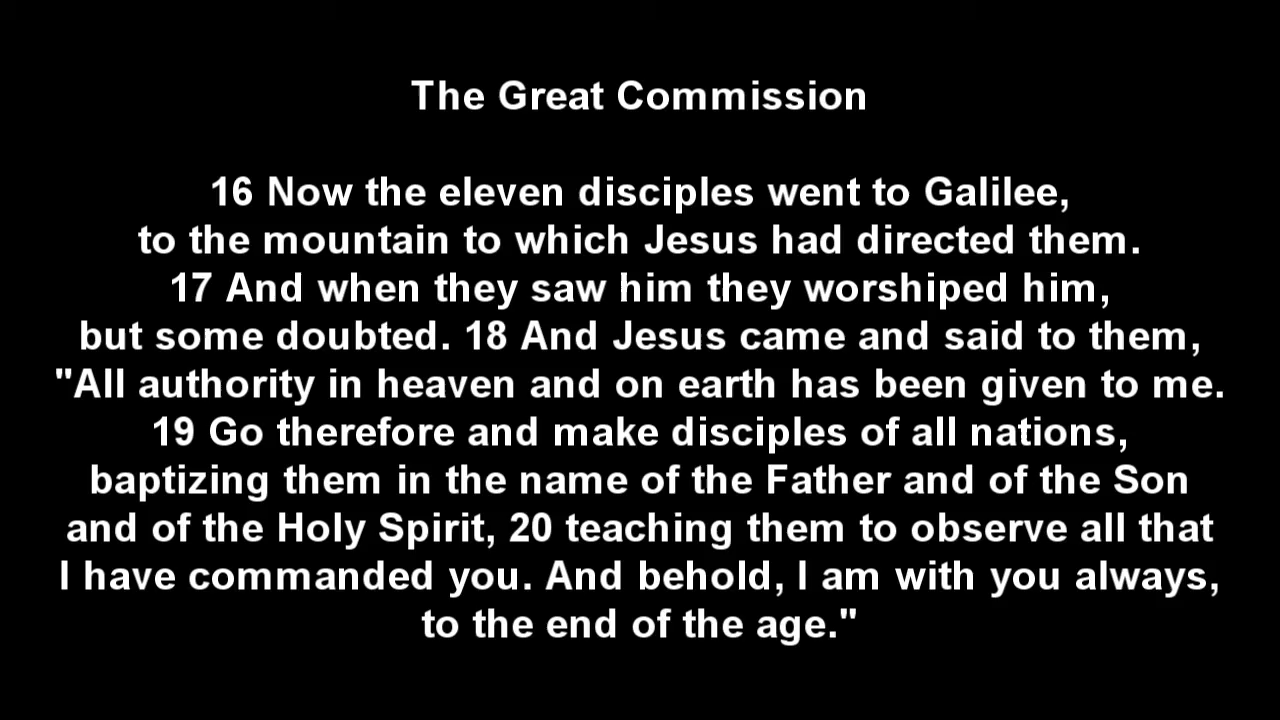 The Great Commission
16 Now the eleven disciples went to Galilee,
to the mountain to which Jesus had directed them.
17 And when they saw him they worshiped him,
but some doubted. 18 And Jesus came and said to them,
"All authority in heaven and on earth has been given to me.
19 Go therefore and make disciples of all nations,
baptizing them in the name of the Father and of the Son
and of the Holy Spirit, 20 teaching them to observe all that
I have commanded you. And behold, I am with you always,
to the end of the age."